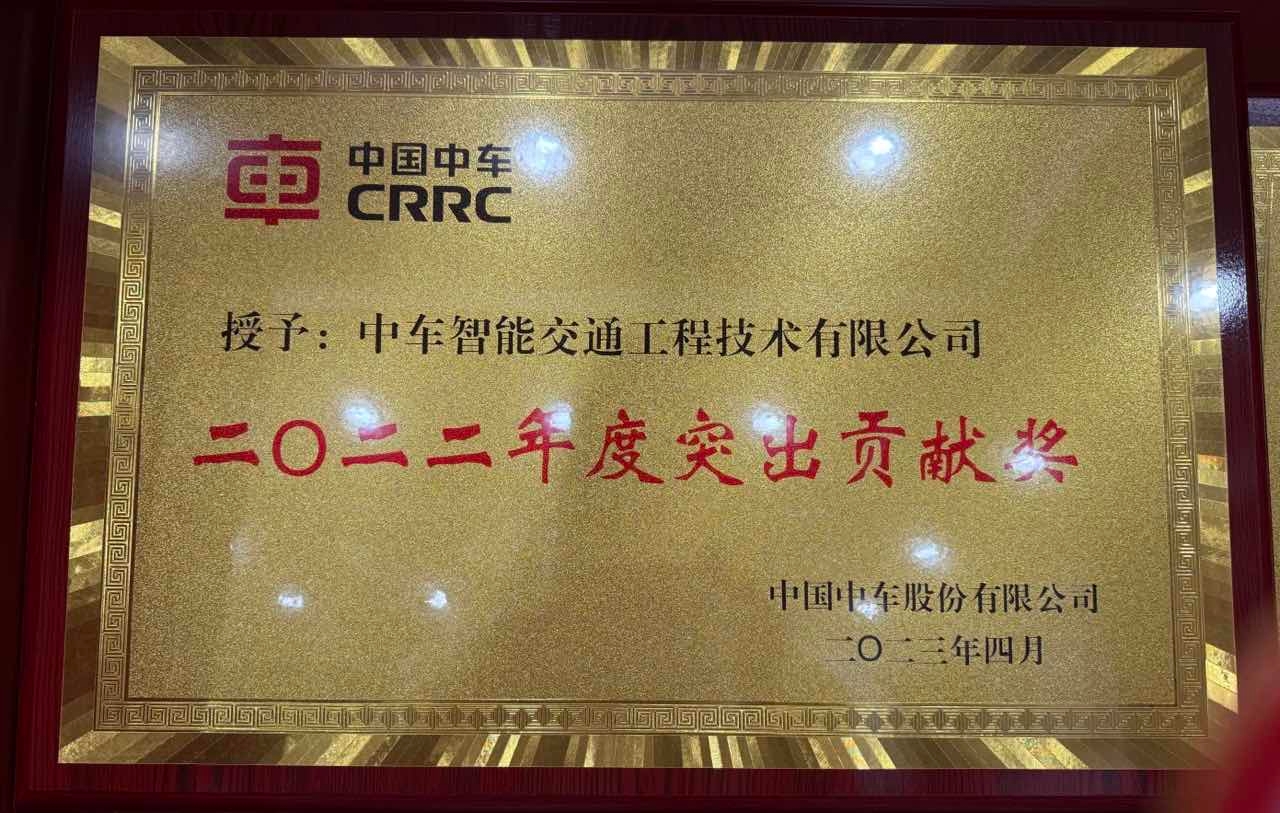 中国中车
CRRC
授予：中车智能交通工程技术有限公司
二〇二二年度突出贡献奖
中国中车股份有限公司
二〇二三年四月